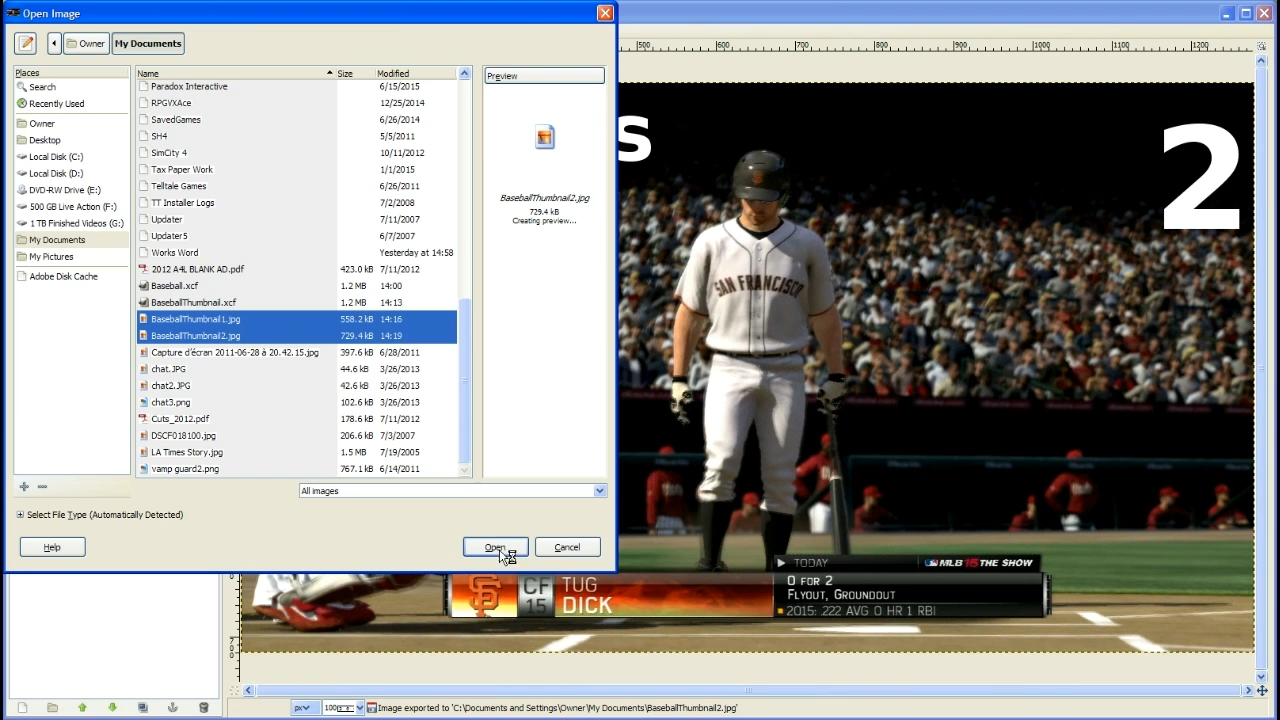 Open Image
Owner
My Documents
Places
Search
Recently Used
Owner
Desktop
Local Disk (C:)
Local Disk (D:)
DVD-RW Drive (E:)
500 GB Live Action (F:)
1 TB Finished Videos (G:)
My Documents
My Pictures
Adobe Disk Cache
Name Size Modified
Paradox Interactive 6/15/2015
RPGVXAce 12/25/2014
SavedGames 6/26/2014
SH4 5/5/2011
SimCity 4 10/11/2012
Tax Paper Work 1/1/2015
Telltale Games 6/26/2011
TT Installer Logs 7/2/2008
Updater 7/11/2007
Updater5 6/7/2007
Works Word Yesterday at 14:58
2012 A4L BLANK AD.pdf 423.0 kB 7/11/2012
Baseball.xcf 1.2 MB 14:00
BaseballThumbnail.xcf 1.2 MB 14:13
BaseballThumbnail1.jpg 558.2 kB 14:16
BaseballThumbnail2.jpg 729.4 kB 14:19
Capture d'écran 2011-06-28 à 20.42.15.jpg 397.6 kB 6/28/2011
chat.JPG 44.6 kB 3/26/2013
chat2.JPG 42.6 kB 3/26/2013
chat3.png 102.6 kB 3/26/2013
Cuts_2012.pdf 178.6 kB 7/11/2012
DSCF018100.jpg 206.6 kB 7/3/2007
LA Times Story.jpg 1.5 MB 7/19/2005
vamp guard2.png 767.1 kB 6/14/2011
Preview
BaseballThumbnail2.jpg
729.4 kB
Creating preview...
All images
Select File Type (Automatically Detected)
Help
Open
Cancel
500 600 700 800 900 1000 1100 1200
s
2
SAN FRANCISCO
TODAY
MLB 15 THE SHOW
SF
CF
15
TUG
DICK
0 FOR 2
FLYOUT, GROUNDOUT
2015: .222 AVG 0 HR 1 RBI
px
100
Image exported to 'C:\Documents and Settings\Owner\My Documents\BaseballThumbnail2.jpg'